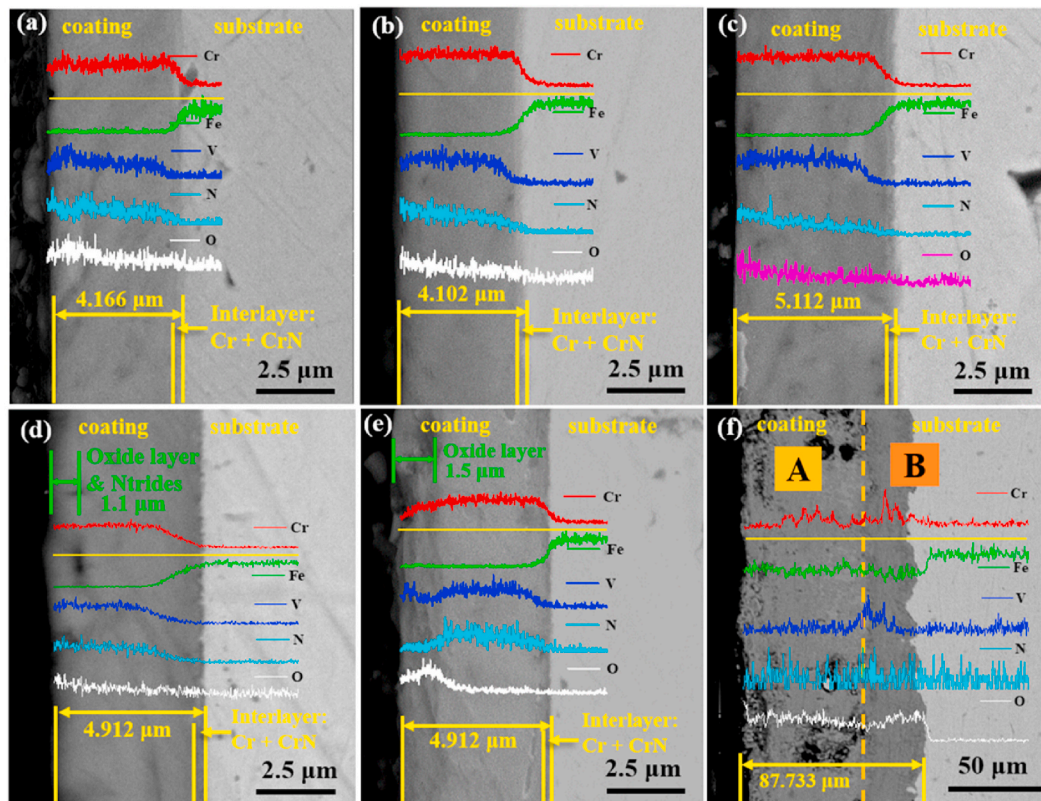 (a)
coating substrate
Cr
Fe
V
N
O
4.166 μm
Interlayer:
Cr + CrN
2.5 μm
(b)
coating substrate
Cr
Fe
V
N
O
4.102 μm
Interlayer:
Cr + CrN
2.5 μm
(c)
coating substrate
Cr
Fe
V
N
O
5.112 μm
Interlayer:
Cr + CrN
2.5 μm
(d)
coating substrate
Oxide layer
& Ntrides
1.1 μm
Cr
Fe
V
N
O
4.912 μm
Interlayer:
Cr + CrN
2.5 μm
(e)
coating substrate
Oxide layer
1.5 μm
Cr
Fe
V
N
O
4.912 μm
Interlayer:
Cr + CrN
2.5 μm
(f)
coating substrate
A B
Cr
Fe
V
N
O
87.733 μm
50 μm